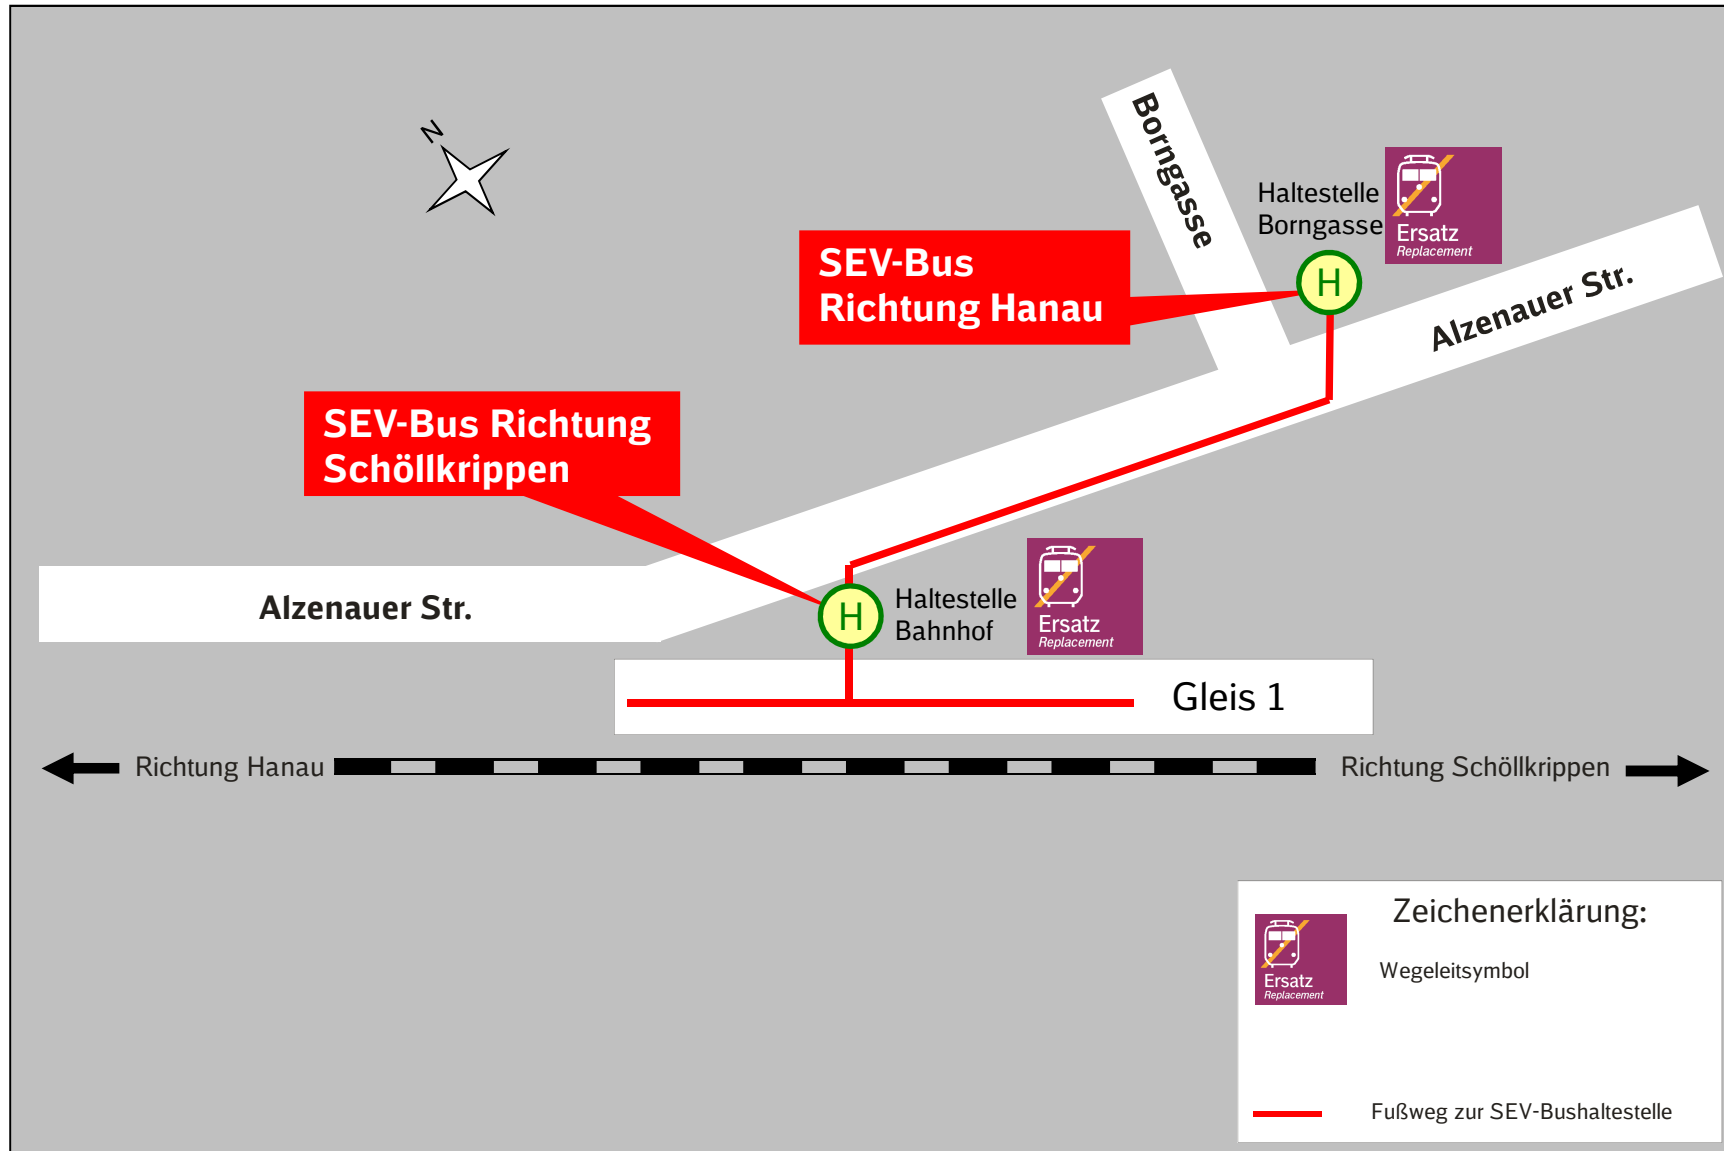 N
Borngasse
Haltestelle
Borngasse
Ersatz
Replacement
H
SEV-Bus
Richtung Hanau
Alzenauer Str.
SEV-Bus Richtung
Schöllkrippen
Alzenauer Str.
H
Haltestelle
Bahnhof
Ersatz
Replacement
Gleis 1
Richtung Hanau
Richtung Schöllkrippen
Zeichenerklärung:
Ersatz
Replacement
Wegeleitsymbol
Fußweg zur SEV-Bushaltestelle